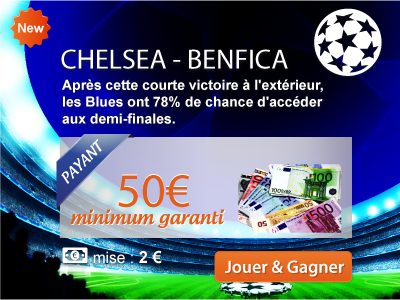 New
CHELSEA - BENFICA
Après cette courte victoire à l'extérieur,
les Blues ont 78% de chance d'accéder
aux demi-finales.
PAYANT
50€
minimum garanti
mise : 2 €
Jouer & Gagner